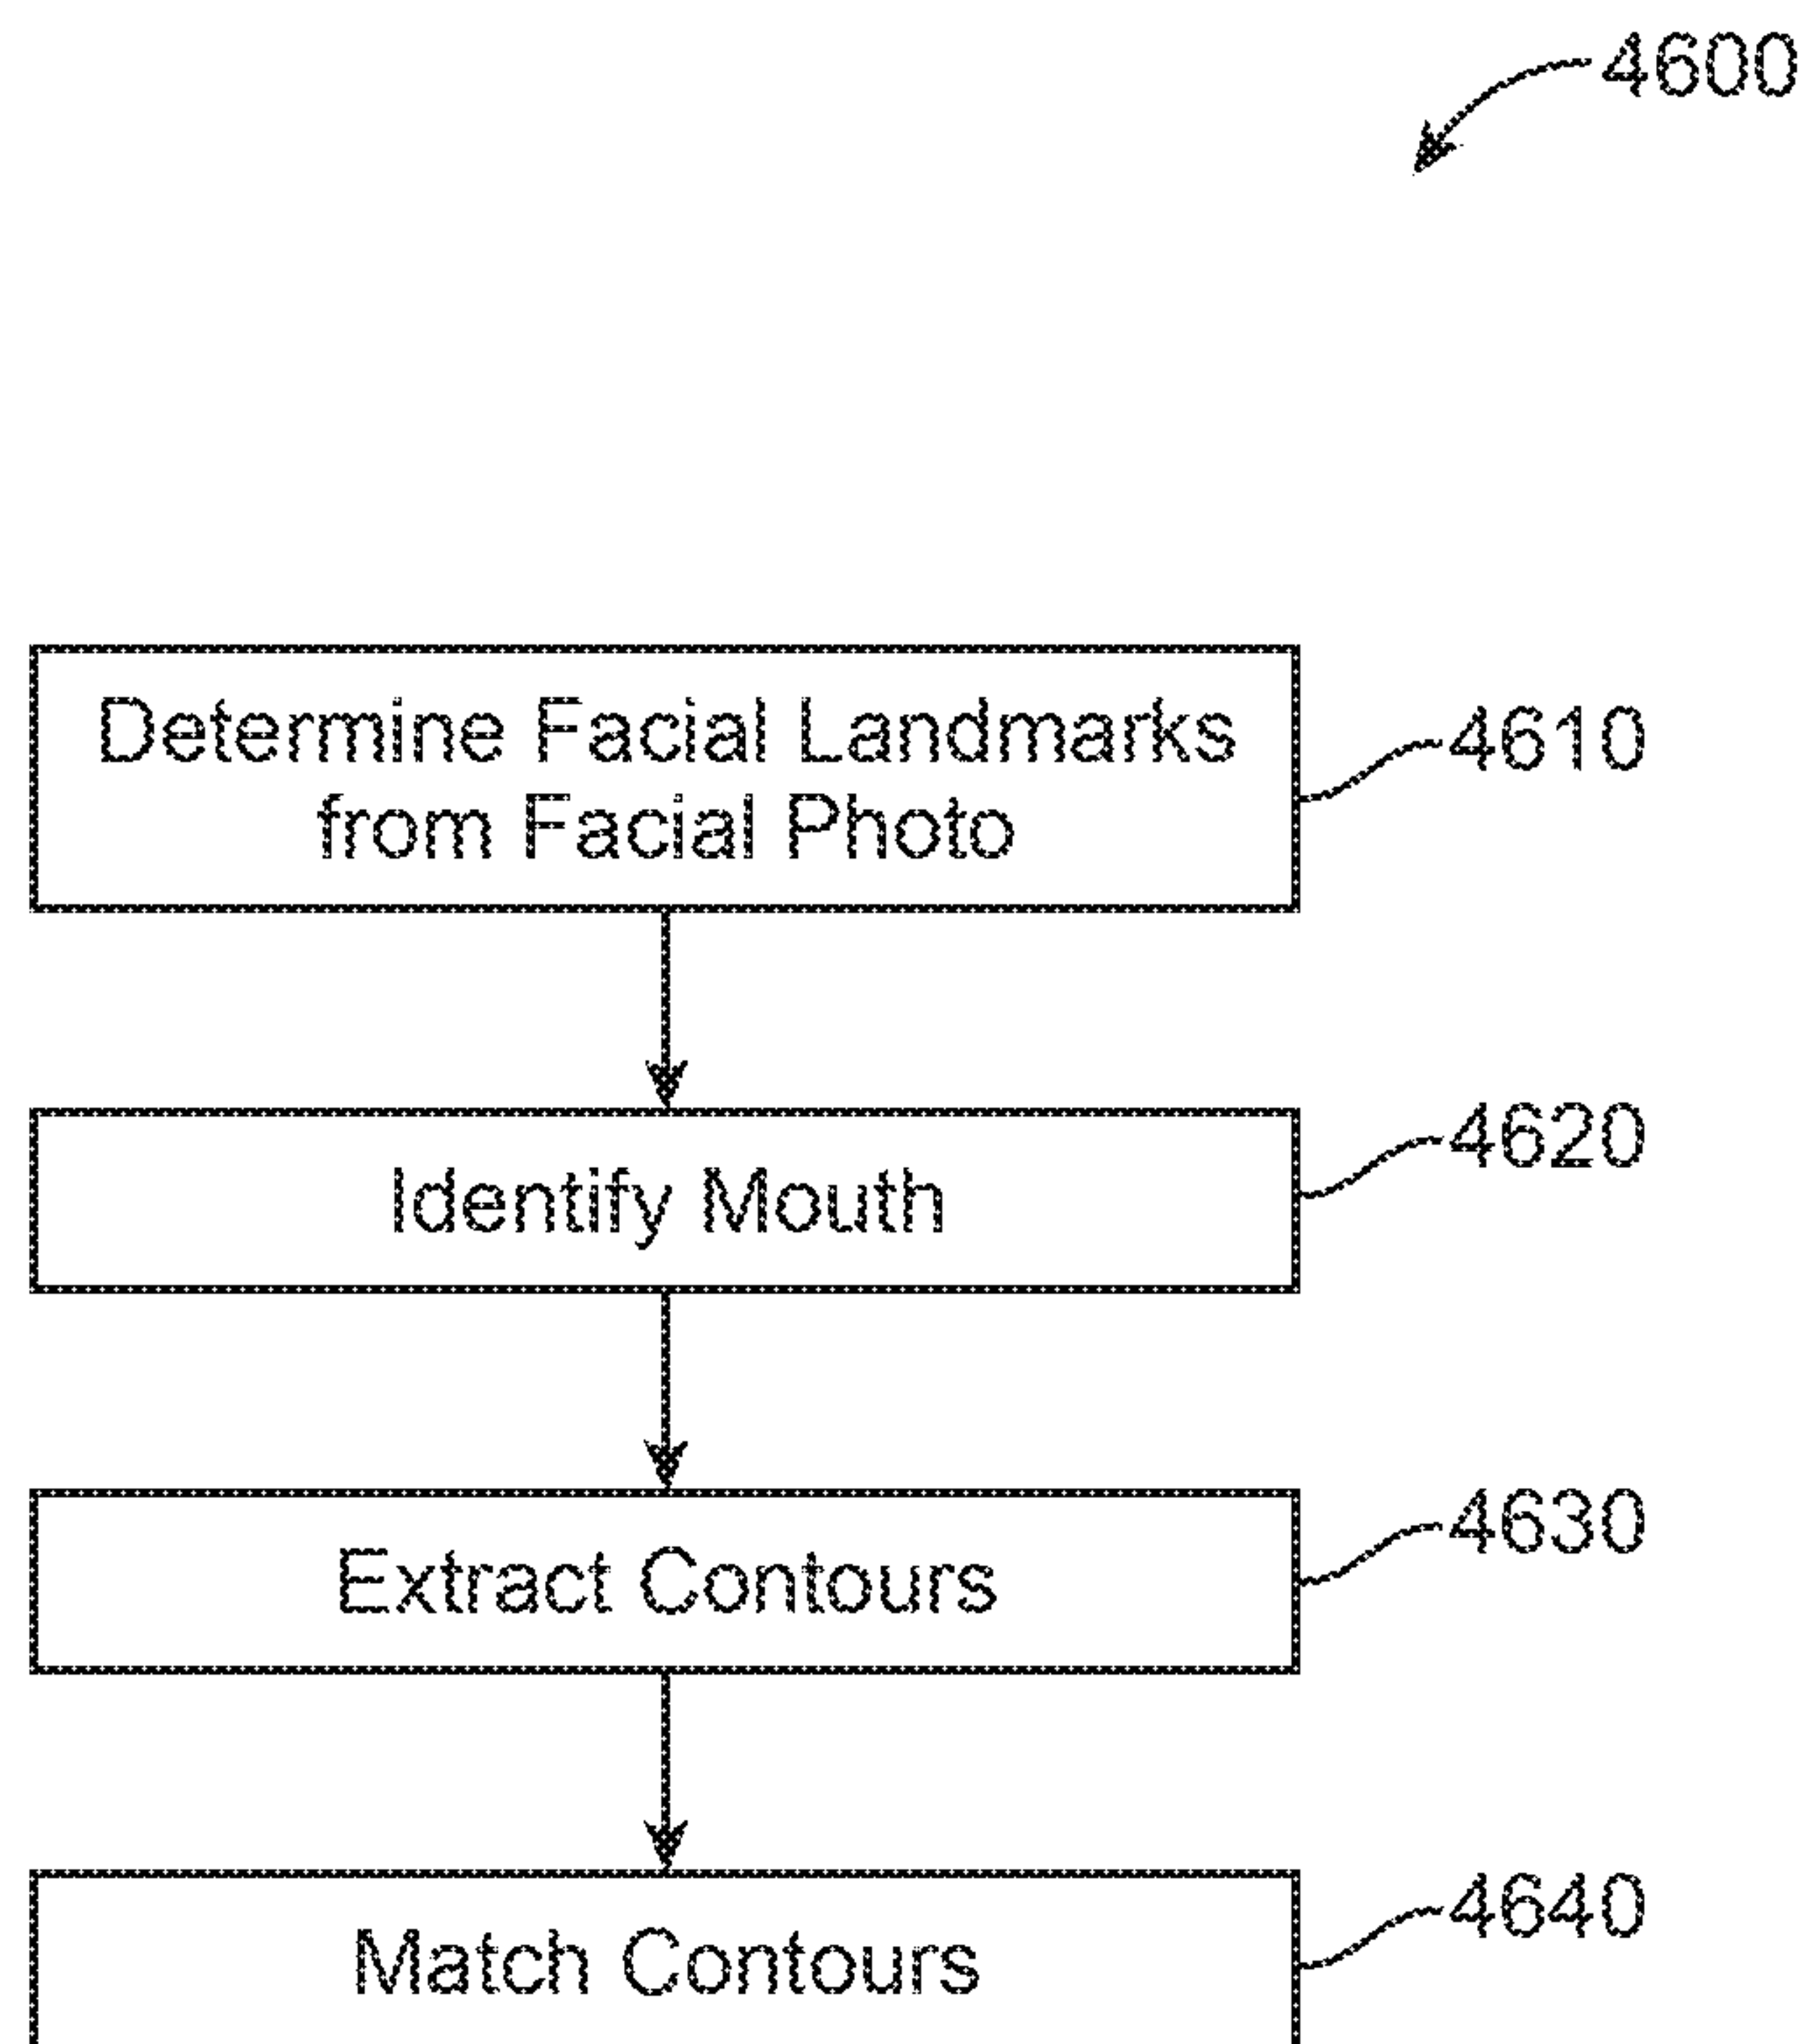 4600
Determine Facial Landmarks
from Facial Photo
4610
Identify Mouth
4620
Extract Contours
4630
Match Contours
4640